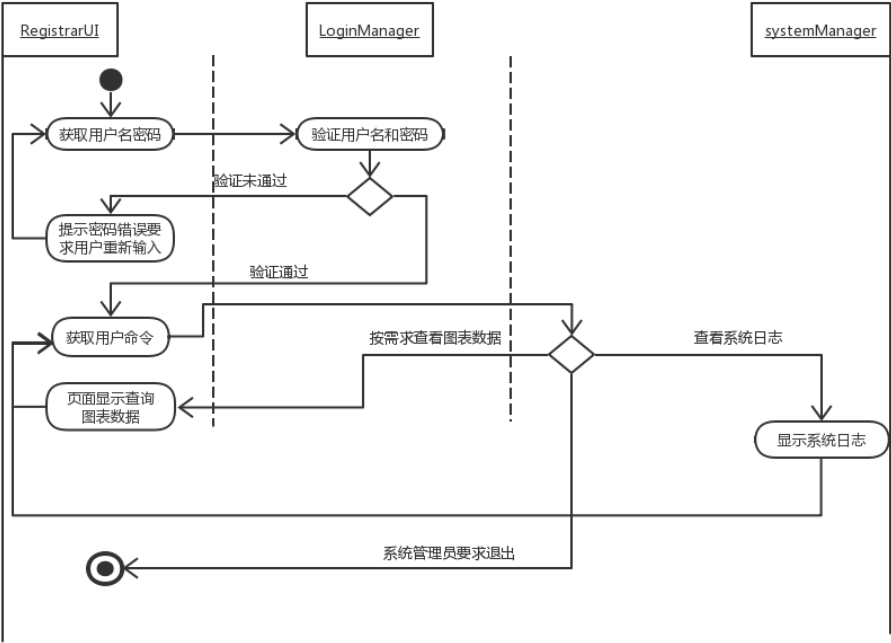 RegistrarUI
LoginManager
systemManager
获取用户名密码
验证用户名和密码
验证未通过
提示密码错误要
求用户重新输入
验证通过
获取用户命令
按需求查看图表数据
查看系统日志
页面显示查询
图表数据
显示系统日志
系统管理员要求退出